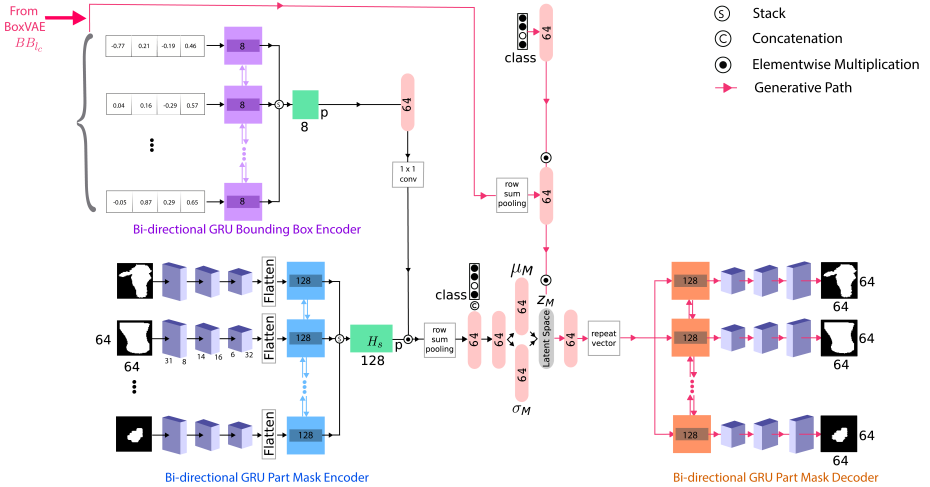 From
BoxVAE
BB_{l_c}
-0.77 0.21 -0.19 0.46
8
0.04 0.16 -0.29 0.57
8
S
8
p
64
1 x 1
conv
-0.05 0.87 0.29 0.65
8
Bi-directional GRU Bounding Box Encoder
class
64
S Stack
C Concatenation
Elementwise Multiplication
Generative Path
row
sum
pooling
64
64
64
31 8
14 16
6 32
Flatten
Flatten
Flatten
128
128
128
S
H_s
128
p
row
sum
pooling
class
C
64
64
μ_M
64
64
σ_M
z_M
Latent Space
64
repeat
vector
128
128
128
64
64
64
64
64
64
Bi-directional GRU Part Mask Encoder
Bi-directional GRU Part Mask Decoder